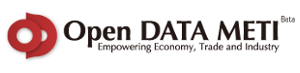 Open DATA METI Beta
Empowering Economy, Trade and Industry